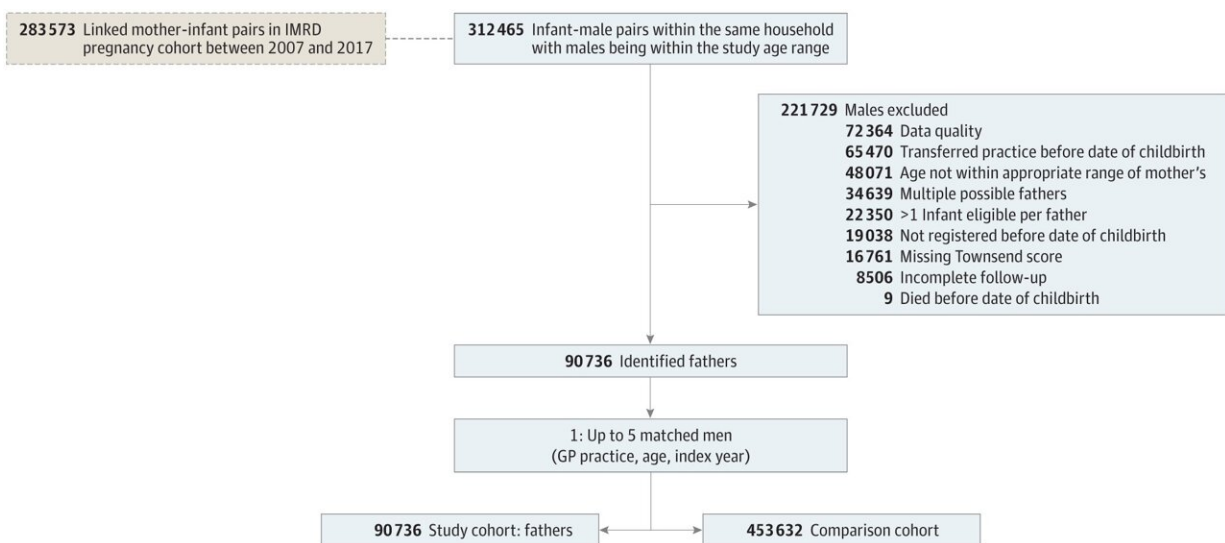 283573 Linked mother-infant pairs in IMRD
pregnancy cohort between 2007 and 2017
312465 Infant-male pairs within the same household
with males being within the study age range
221729 Males excluded
72364 Data quality
65470 Transferred practice before date of childbirth
48071 Age not within appropriate range of mother's
34639 Multiple possible fathers
22350 >1 Infant eligible per father
19038 Not registered before date of childbirth
16761 Missing Townsend score
8506 Incomplete follow-up
9 Died before date of childbirth
90736 Identified fathers
1: Up to 5 matched men
(GP practice, age, index year)
90736 Study cohort: fathers
453632 Comparison cohort